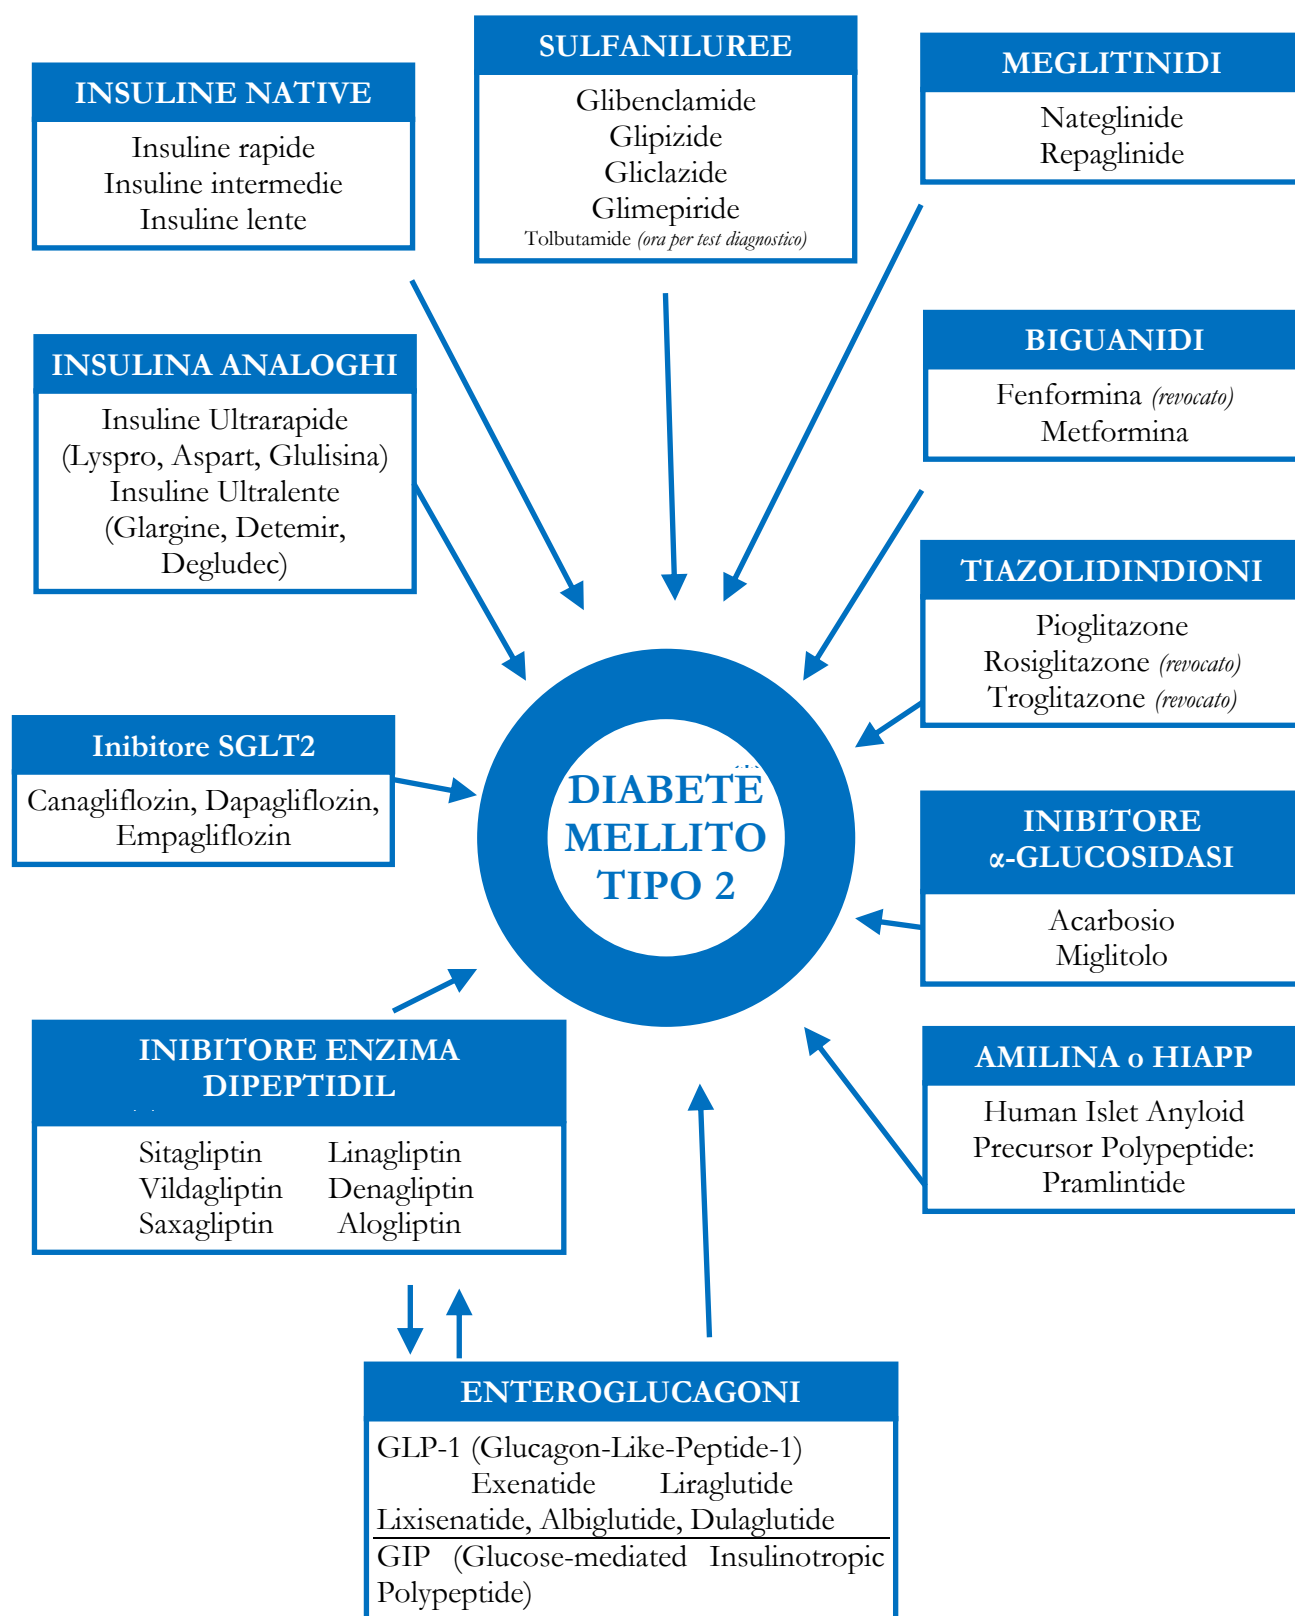 INSULINE NATIVE
Insuline rapide
Insuline intermedie
Insuline lente
SULFANILUREE
Glibenclamide
Glipizide
Gliclazide
Glimepiride
Tolbutamide (ora per test diagnostico)
MEGLITINIDI
Nateglinide
Repaglinide
INSULINA ANALOGHI
Insuline Ultrarapide
(Lyspro, Aspart, Glulisina)
Insuline Ultralente
(Glargine, Detemir,
Degludec)
BIGUANIDI
Fenformina (revocato)
Metformina
TIAZOLIDINDIONI
Pioglitazone
Rosiglitazone (revocato)
Troglitazone (revocato)
Inibitore SGLT2
Canagliflozin, Dapagliflozin,
Empagliflozin
DIABETE
MELLITO
TIPO 2
INIBITORE
α-GLUCOSIDASI
Acarbosio
Miglitolo
INIBITORE ENZIMA
DIPEPTIDIL
Sitagliptin Linagliptin
Vildagliptin Denagliptin
Saxagliptin Alogliptin
AMILINA o HIAPP
Human Islet Anyloid
Precursor Polypeptide:
Pramlintide
ENTEROGLUCAGONI
GLP-1 (Glucagon-Like-Peptide-1)
Exenatide Liraglutide
Lixisenatide, Albiglutide, Dulaglutide
GIP (Glucose-mediated Insulinotropic
Polypeptide)